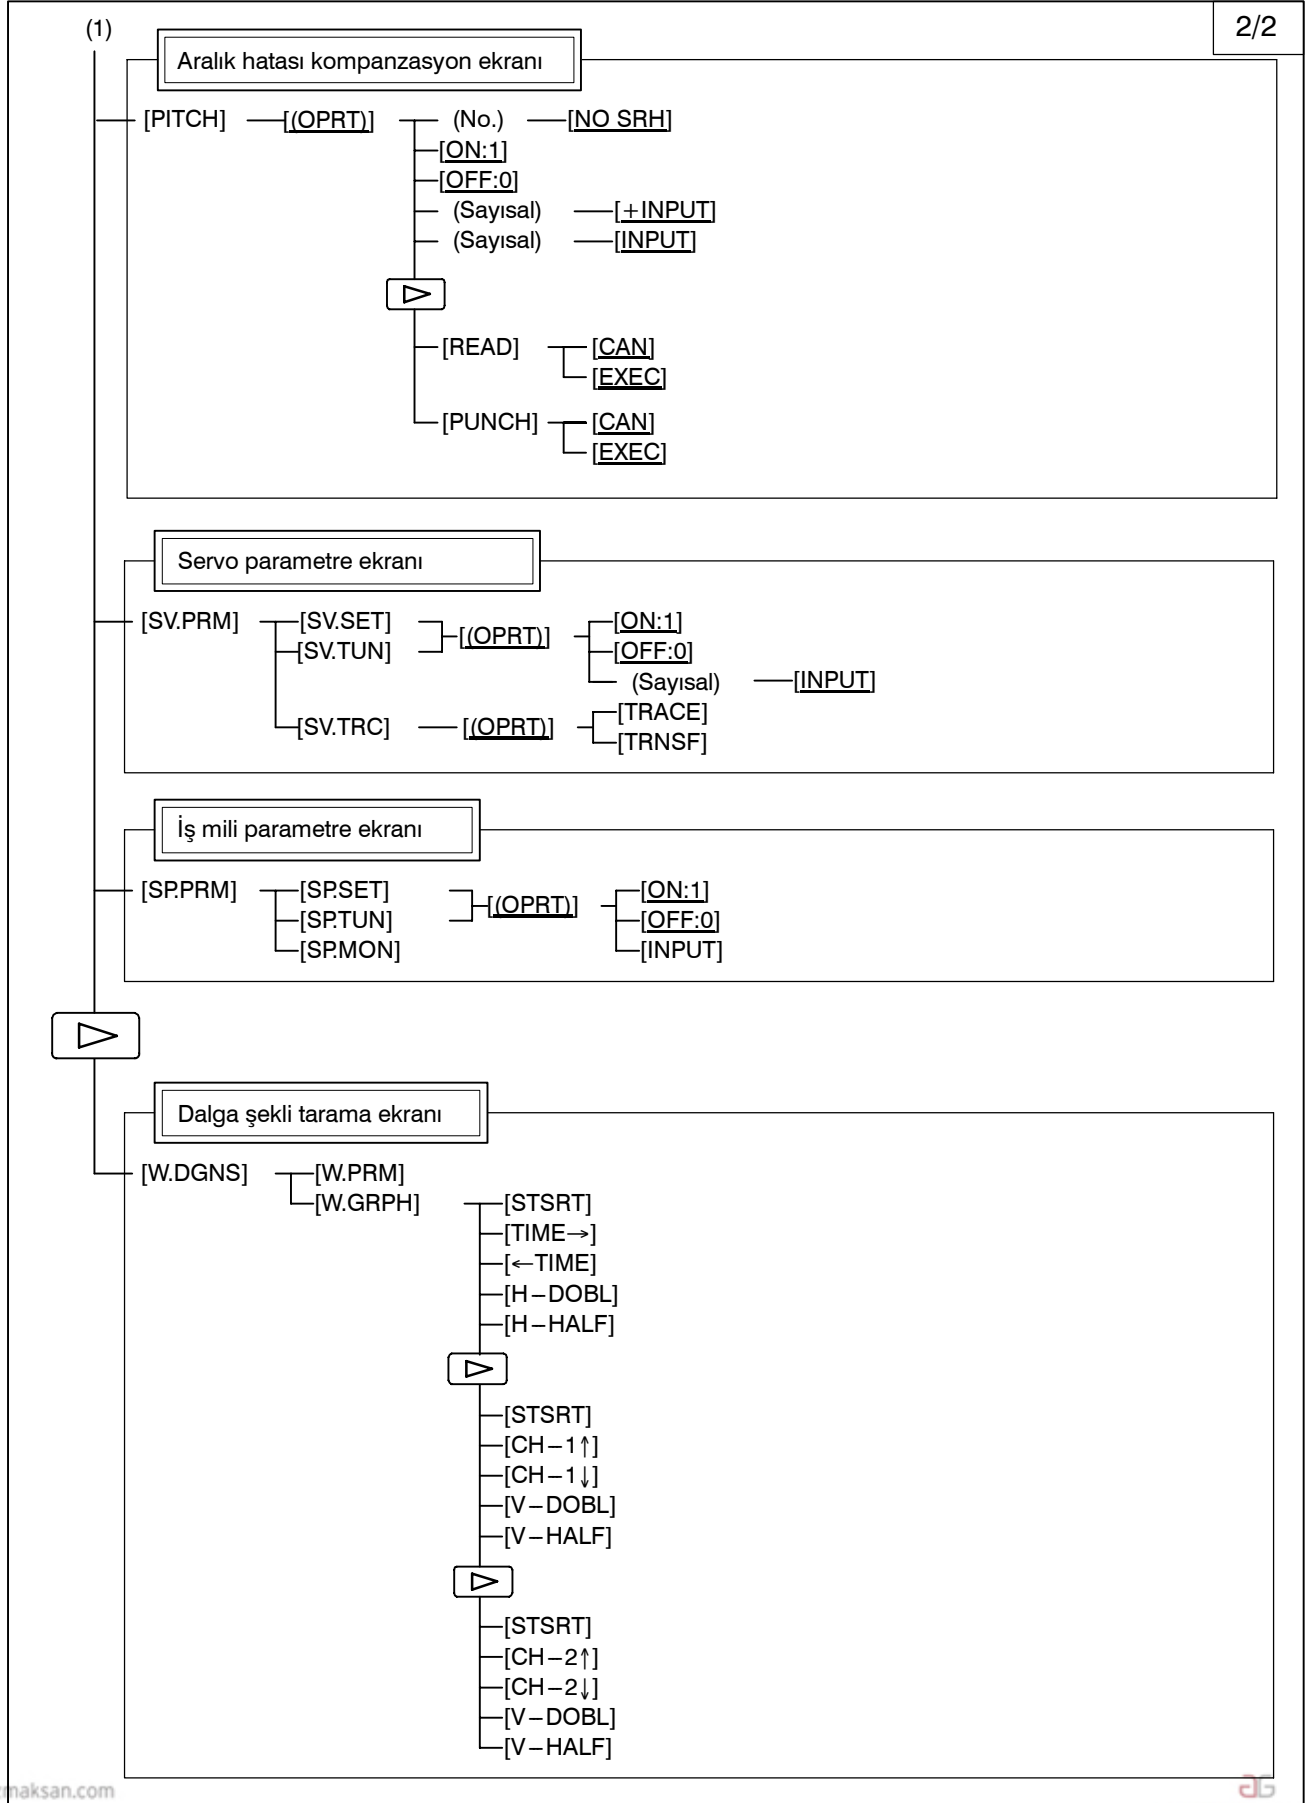 (1)
2/2
Aralık hatası kompanzasyon ekranı
[PITCH] [(OPRT)] (No.) [NO SRH]
[ON:1]
[OFF:0]
(Sayısal) [+INPUT]
(Sayısal) [INPUT]
[READ] [CAN]
[EXEC]
[PUNCH] [CAN]
[EXEC]
Servo parametre ekranı
[SV.PRM] [SV.SET] [(OPRT)] [ON:1]
[SV.TUN] [OFF:0]
(Sayısal) [INPUT]
[SV.TRC] [(OPRT)] [TRACE]
[TRNSF]
İş mili parametre ekranı
[SP.PRM] [SP.SET] [(OPRT)] [ON:1]
[SP.TUN] [OFF:0]
[SP.MON] [INPUT]
Dalga şekli tarama ekranı
[W.DGNS] [W.PRM]
[W.GRPH] [STSRT]
[TIME→]
[←TIME]
[H−DOBL]
[H−HALF]
[STSRT]
[CH−1↑]
[CH−1↓]
[V−DOBL]
[V−HALF]
[STSRT]
[CH−2↑]
[CH−2↓]
[V−DOBL]
[V−HALF]
maksan.com